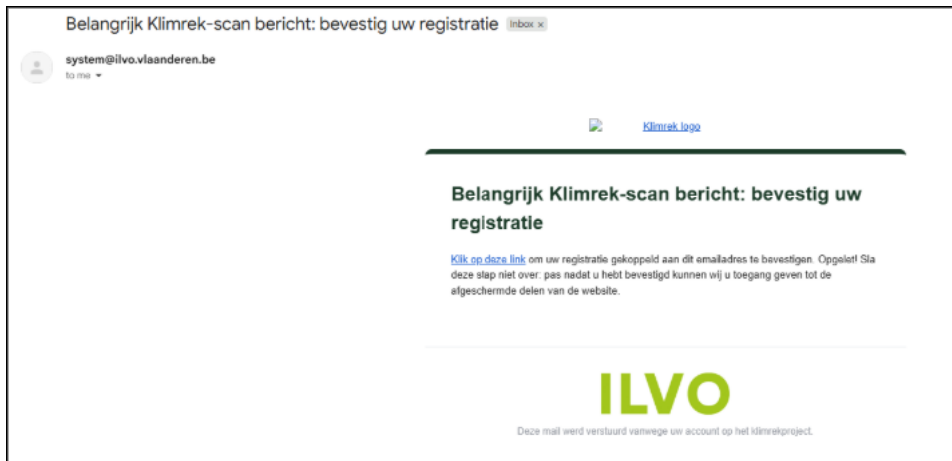 Belangrijk Klimrek-scan bericht: bevestig uw registratie Inbox x
system@ilvo.vlaanderen.be
to me
Klimrek logo
Belangrijk Klimrek-scan bericht: bevestig uw
registratie
Klik op deze link om uw registratie gekoppeld aan dit emailadres te bevestigen. Opgelet! Sla
deze stap niet over: pas nadat u hebt bevestigd kunnen wij u toegang geven tot de
afgeschermde delen van de website.
ILVO
Deze mail werd verstuurd vanwege uw account op het klimrekproject.